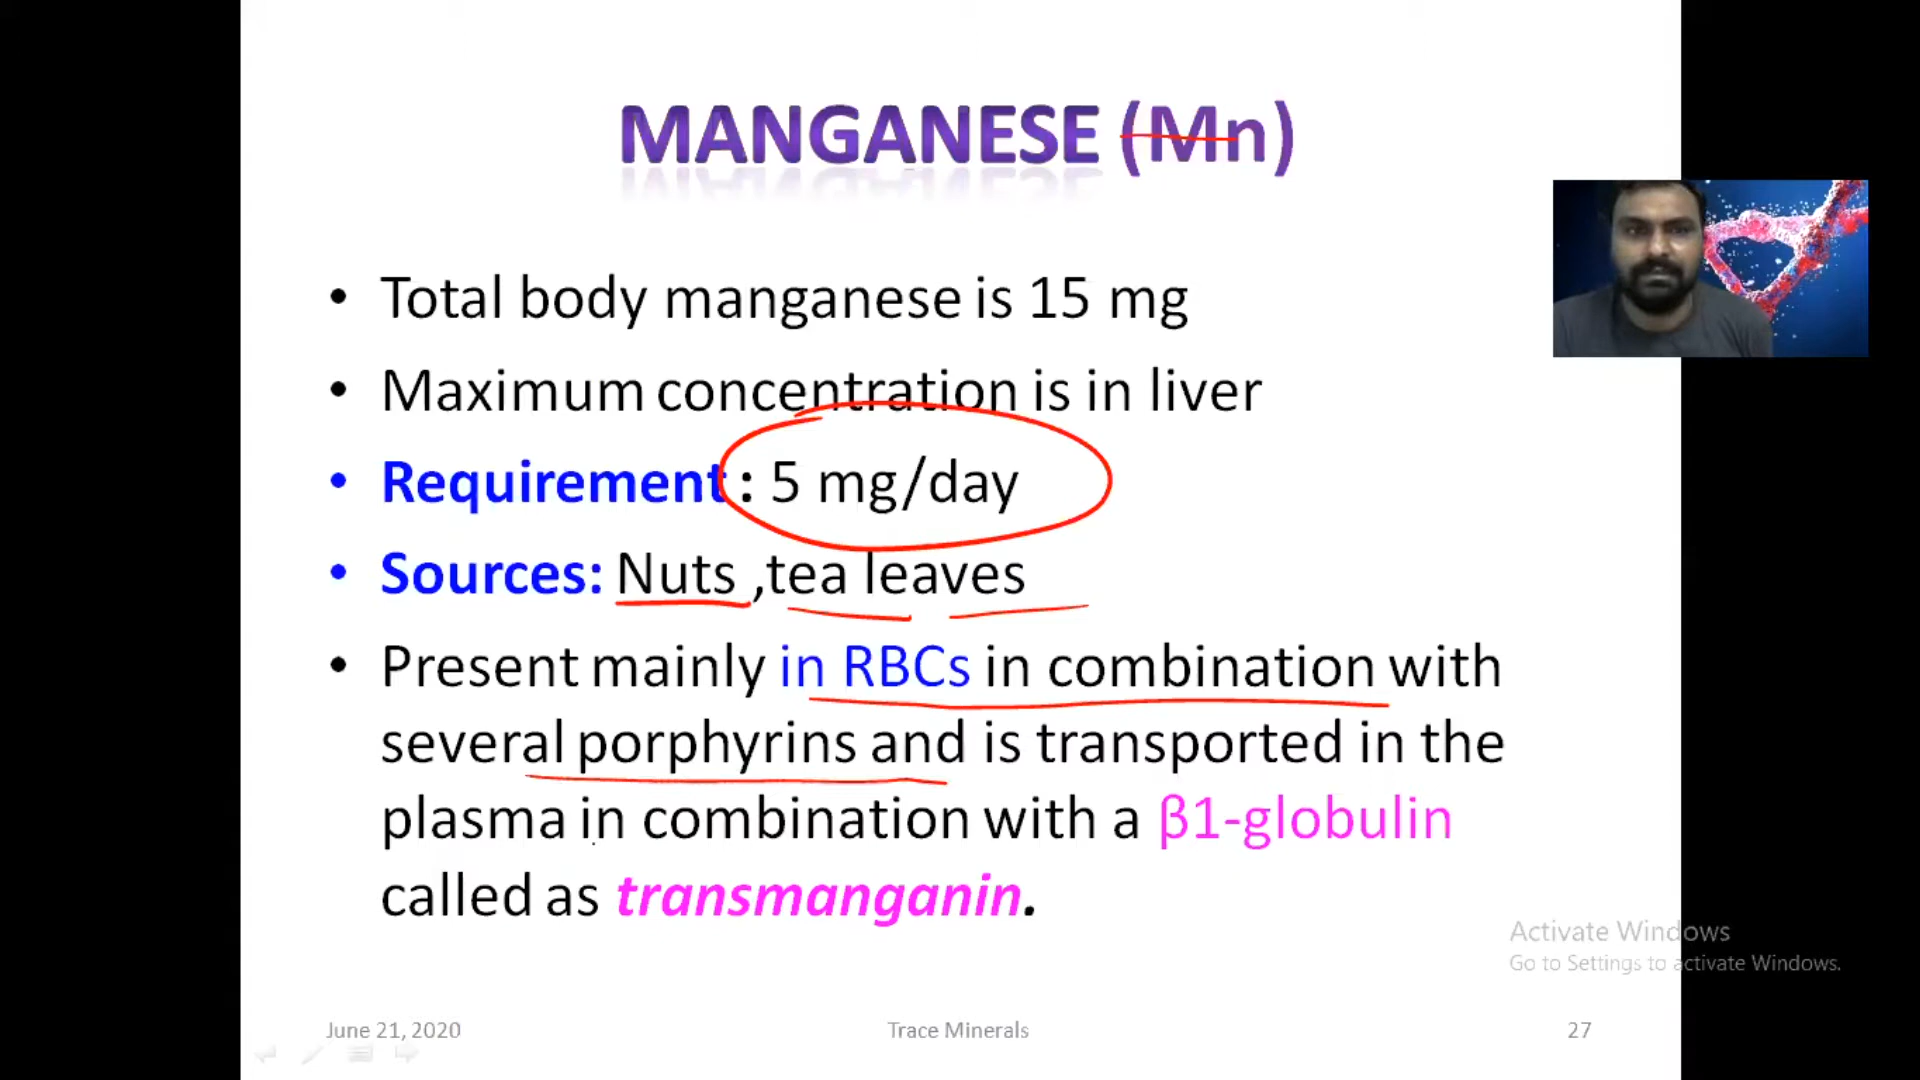 MANGANESE (Mn)
• Total body manganese is 15 mg
• Maximum concentration is in liver
• Requirement : 5 mg/day
• Sources: Nuts ,tea leaves
• Present mainly in RBCs in combination with
several porphyrins and is transported in the
plasma in combination with a β1-globulin
called as transmanganin.
Activate Windows
Go to Settings to activate Windows.
June 21, 2020
Trace Minerals
27